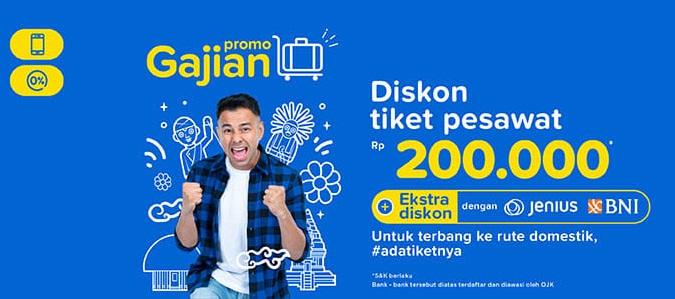 promo
Gajian
0%
Diskon
tiket pesawat
Rp 200.000*
+ Ekstra diskon dengan Jenius BNI
Untuk terbang ke rute domestik,
#adatiketnya
*S&K berlaku
Bank - bank tersebut diatas terdaftar dan diawasi oleh OJK